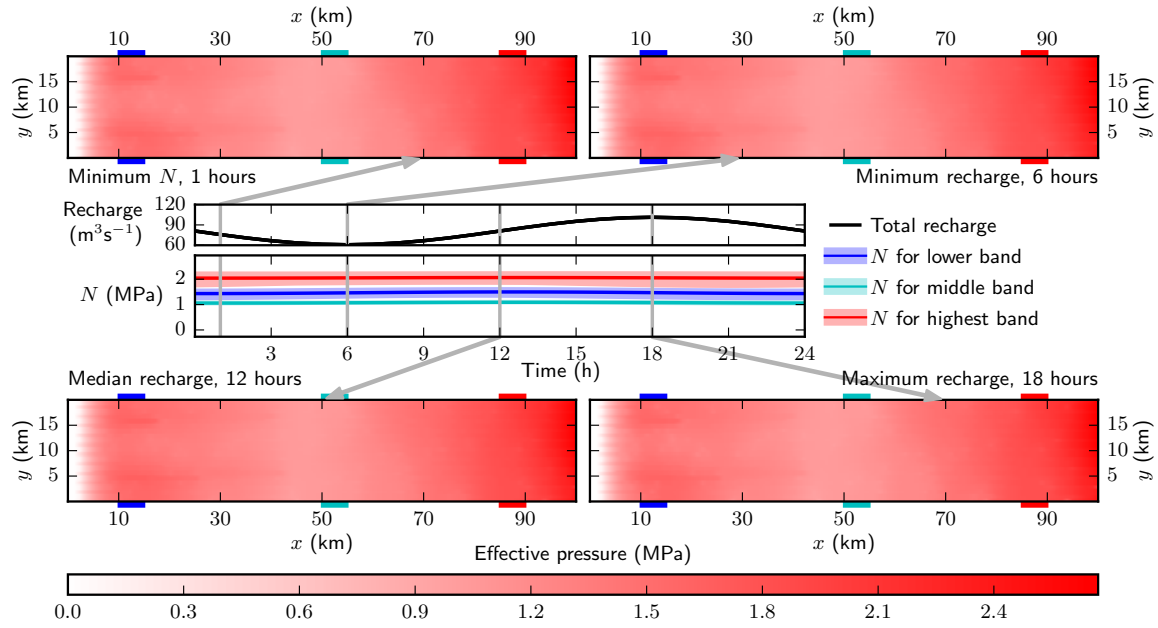 x (km) x (km)
10 30 50 70 90 10 30 50 70 90
y (km) 15 10 5 0
15 10 5 0 y (km)
Minimum N, 1 hours
Minimum recharge, 6 hours
Recharge (m³s⁻¹)
120
90
60
N (MPa)
2
1
0
3 6 9 12 15 18 21 24
Time (h)
Total recharge
N for lower band
N for middle band
N for highest band
Median recharge, 12 hours
Maximum recharge, 18 hours
y (km) 15 10 5 0
15 10 5 0 y (km)
10 30 50 70 90 10 30 50 70 90
x (km) x (km)
Effective pressure (MPa)
0.0 0.3 0.6 0.9 1.2 1.5 1.8 2.1 2.4